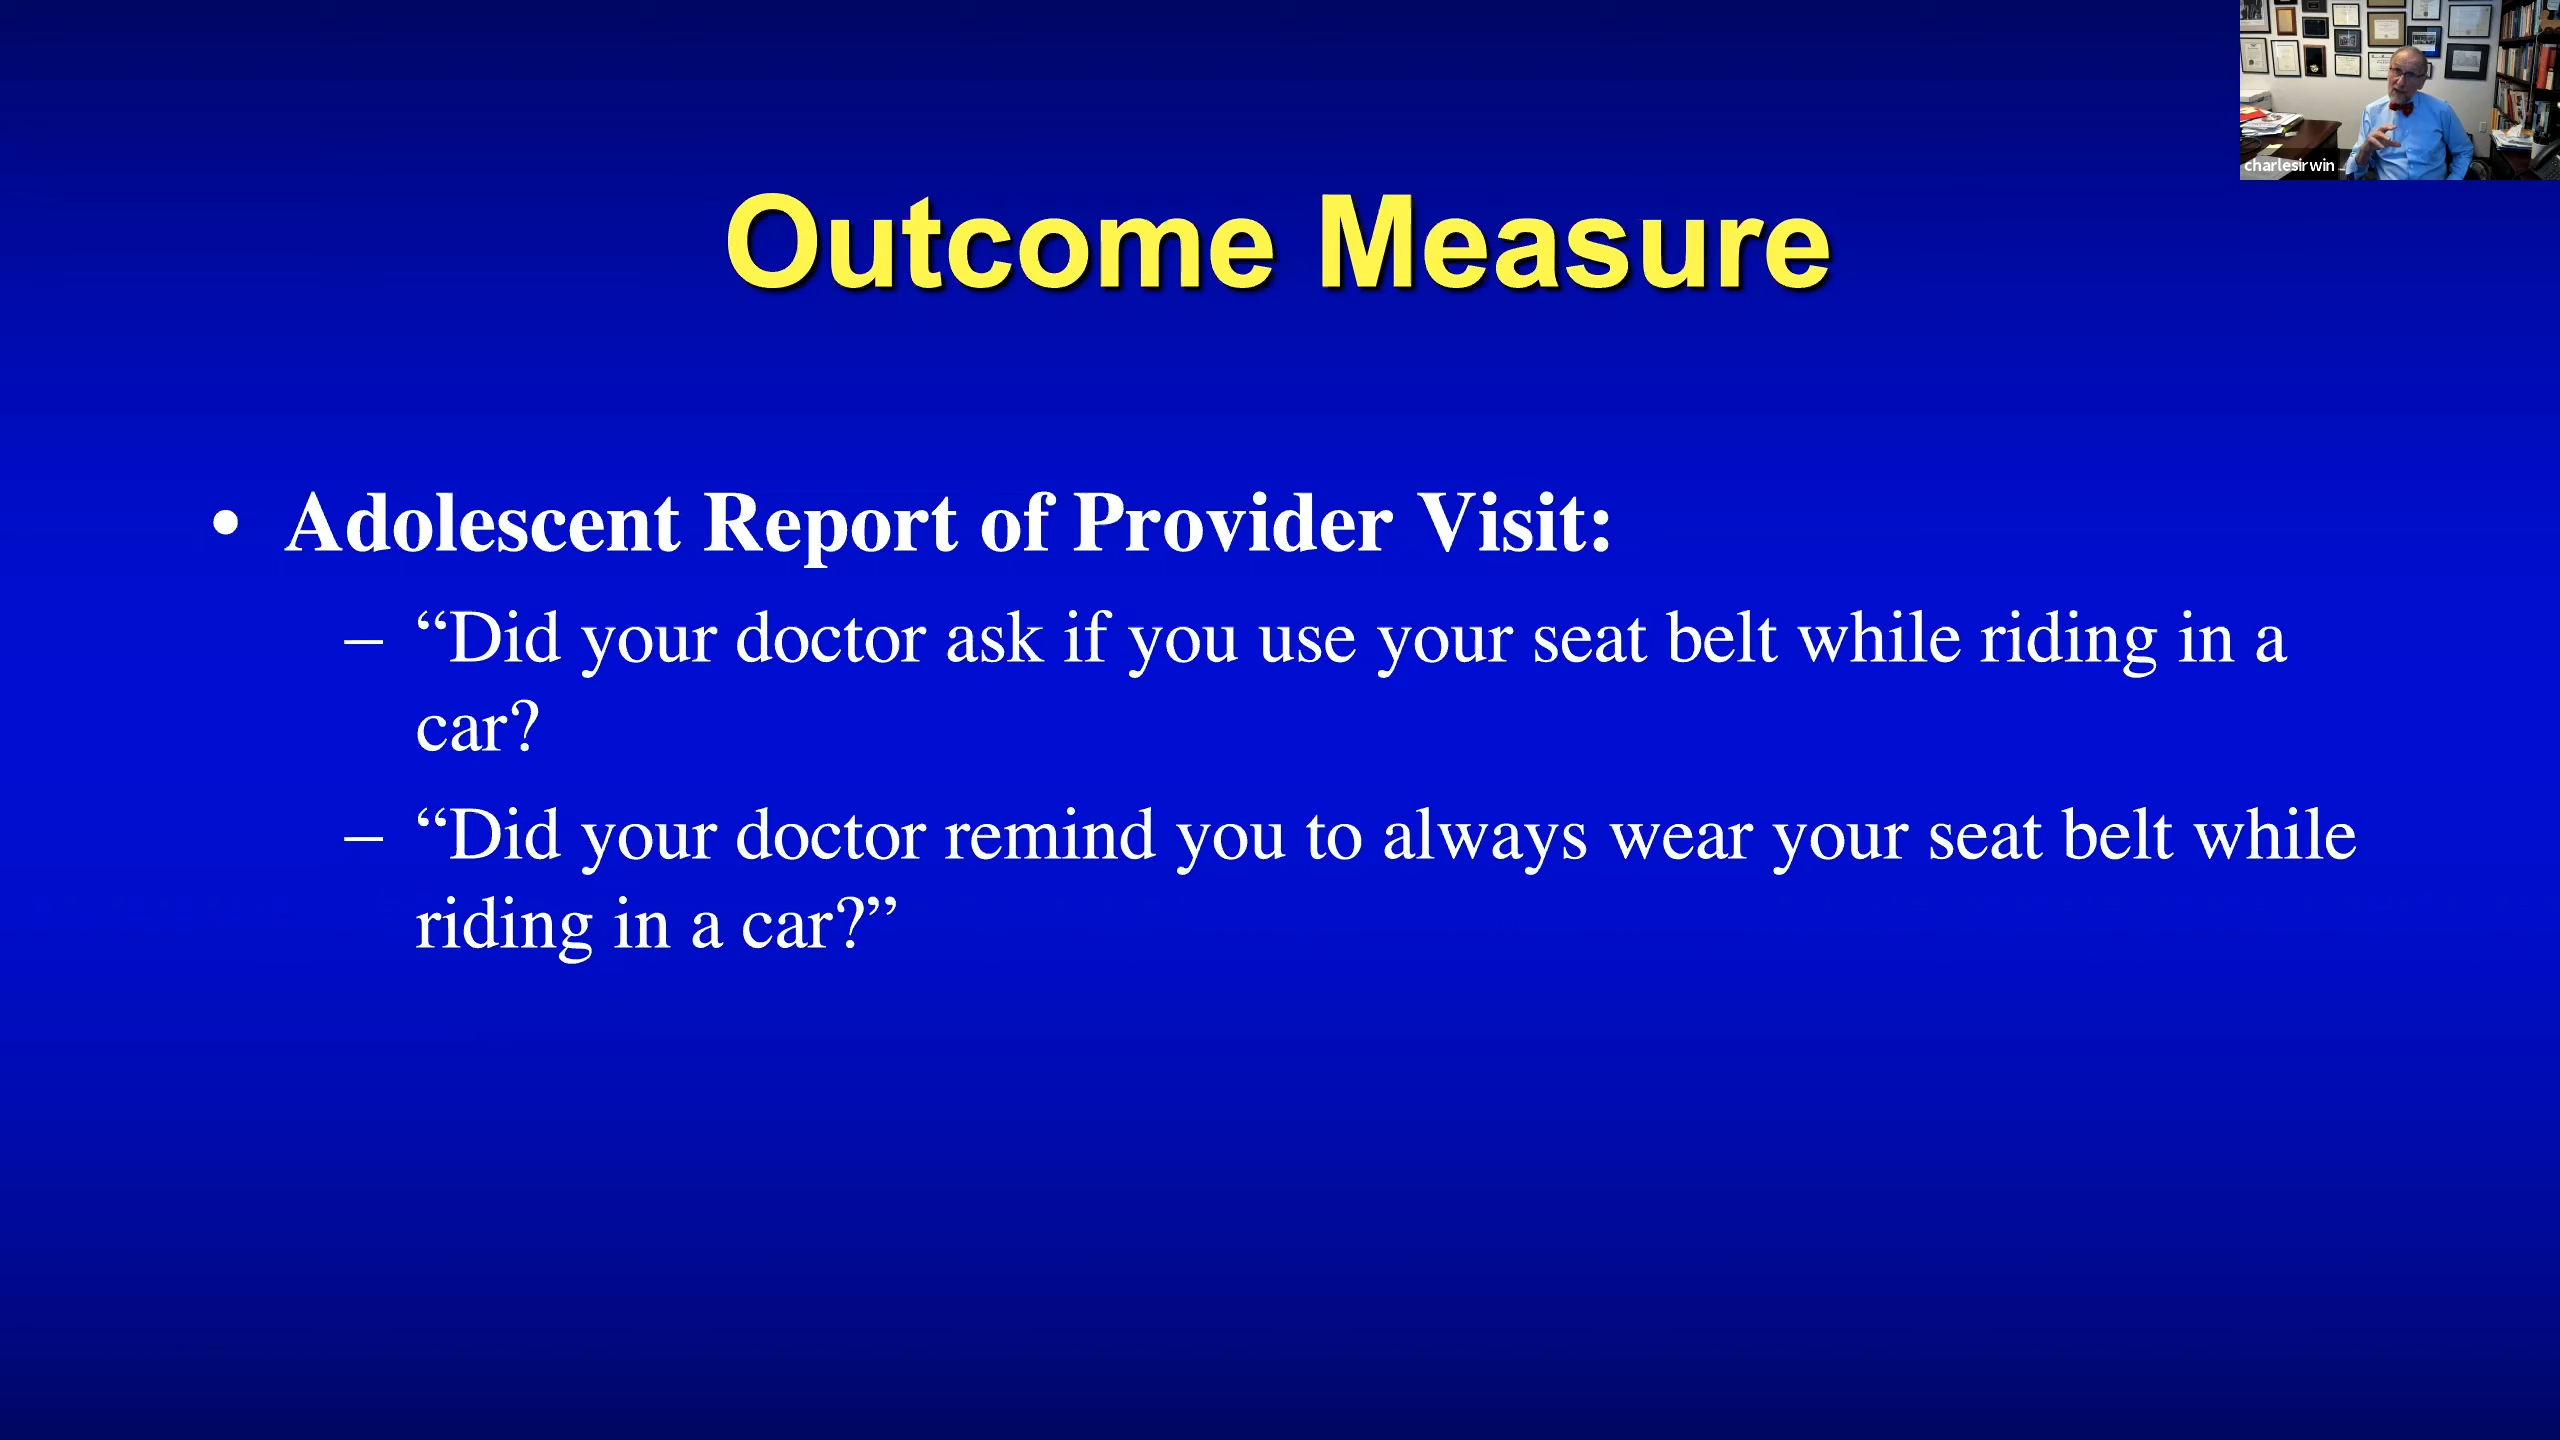 charlesirwin
Outcome Measure
• Adolescent Report of Provider Visit:
– “Did your doctor ask if you use your seat belt while riding in a
car?
– “Did your doctor remind you to always wear your seat belt while
riding in a car?”